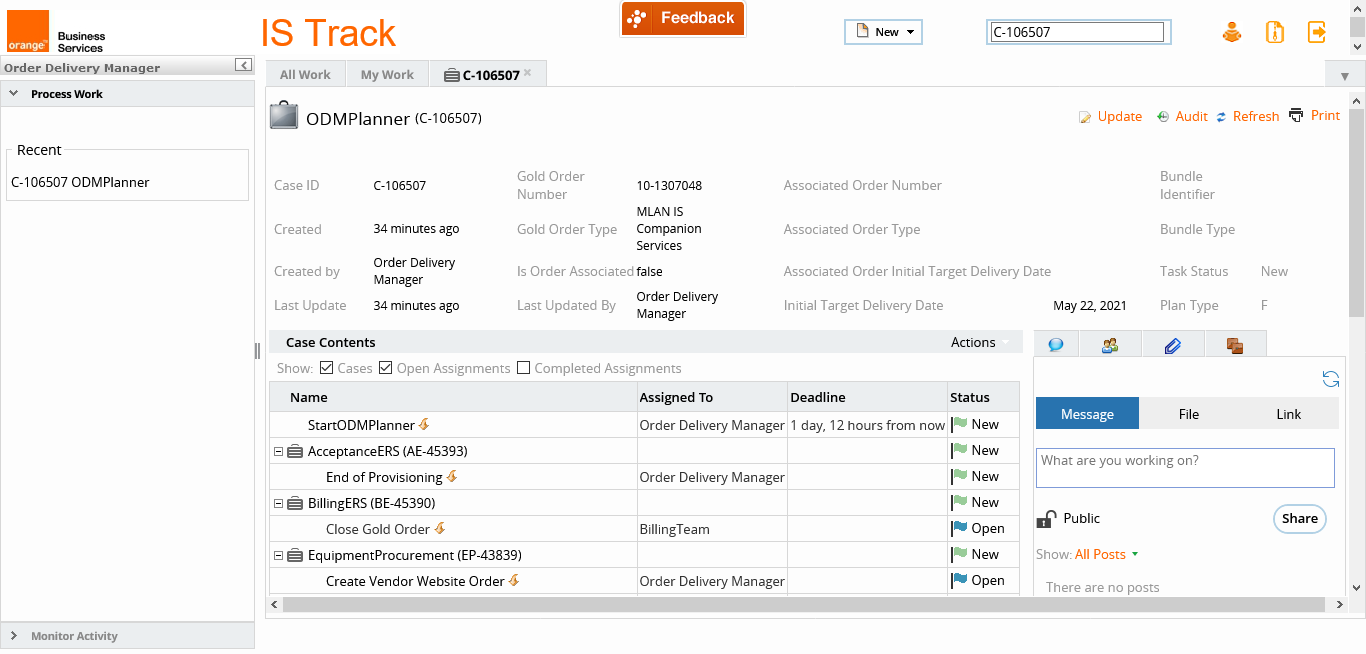 orange™
Business
Services
IS Track
Feedback
New
C-106507
Order Delivery Manager
Process Work
Recent
C-106507 ODMPlanner
Monitor Activity
All Work
My Work
C-106507
ODMPlanner (C-106507)
Update
Audit
Refresh
Print
Case ID
C-106507
Gold Order
Number
10-1307048
Associated Order Number
Bundle
Identifier
Created
34 minutes ago
Gold Order Type
MLAN IS
Companion
Services
Associated Order Type
Bundle Type
Created by
Order Delivery
Manager
Is Order Associated
false
Associated Order Initial Target Delivery Date
Task Status
New
Last Update
34 minutes ago
Last Updated By
Order Delivery
Manager
Initial Target Delivery Date
May 22, 2021
Plan Type
F
Case Contents
Actions
Show:
Cases
Open Assignments
Completed Assignments
Name
Assigned To
Deadline
Status
StartODMPlanner
Order Delivery Manager
1 day, 12 hours from now
New
AcceptanceERS (AE-45393)
New
End of Provisioning
Order Delivery Manager
New
BillingERS (BE-45390)
New
Close Gold Order
BillingTeam
Open
EquipmentProcurement (EP-43839)
New
Create Vendor Website Order
Order Delivery Manager
Open
Message
File
Link
What are you working on?
Public
Share
Show: All Posts
There are no posts